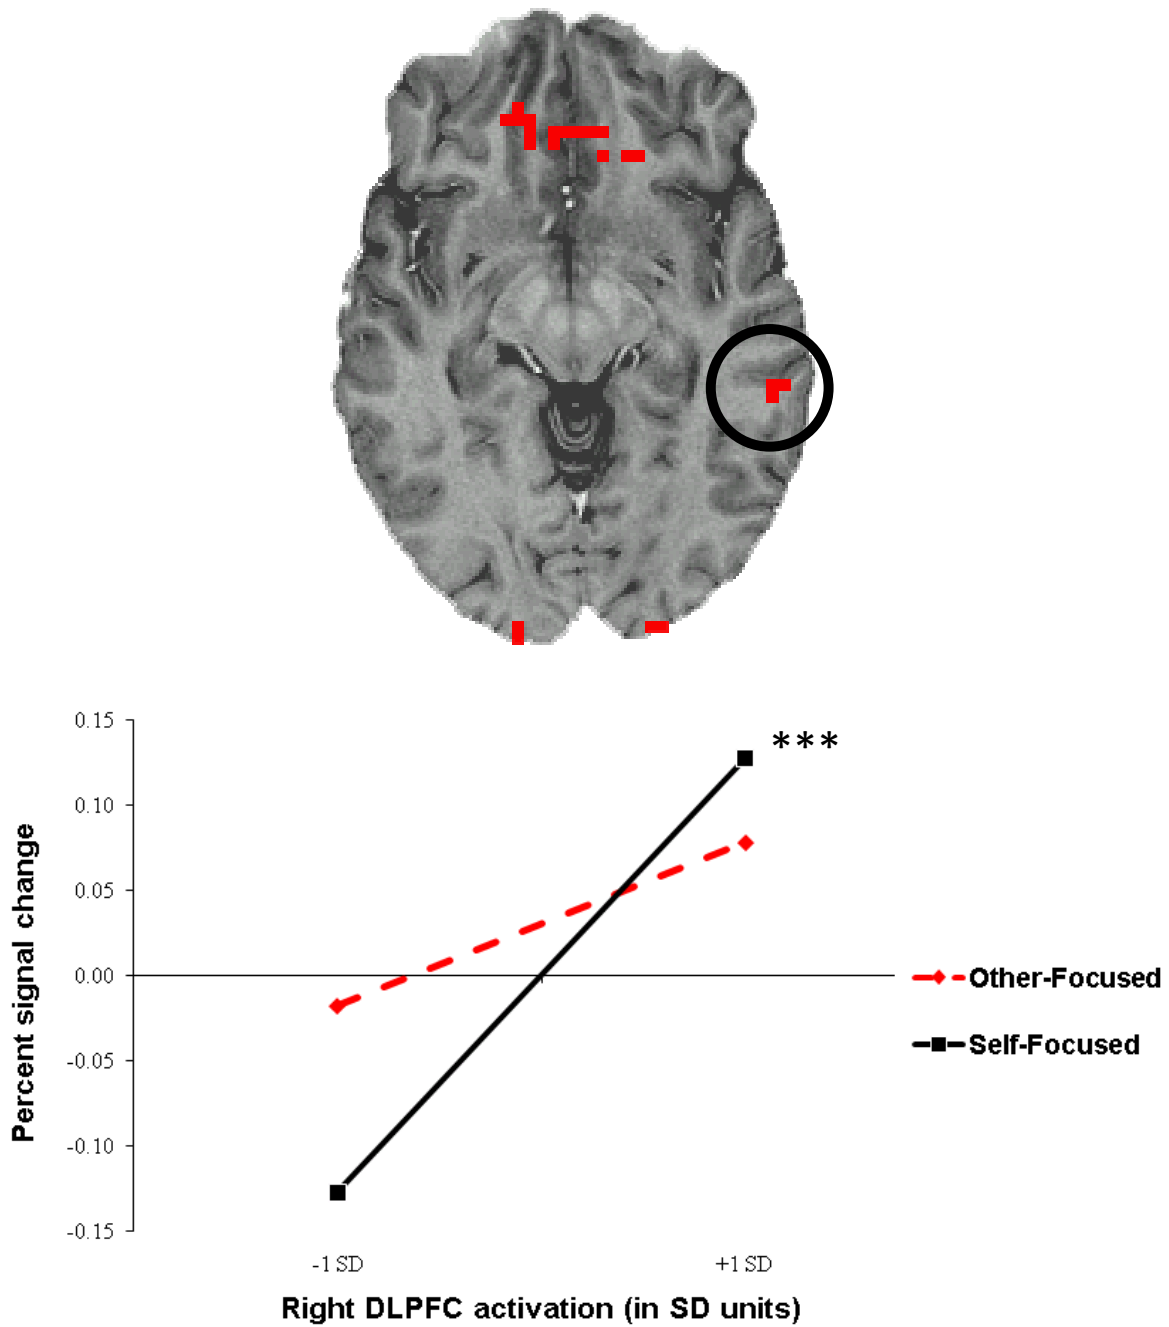 0.15
***
0.10
0.05
0.00
-0.05
-0.10
-0.15
Percent signal change
Other-Focused
Self-Focused
-1 SD
+1 SD
Right DLPFC activation (in SD units)